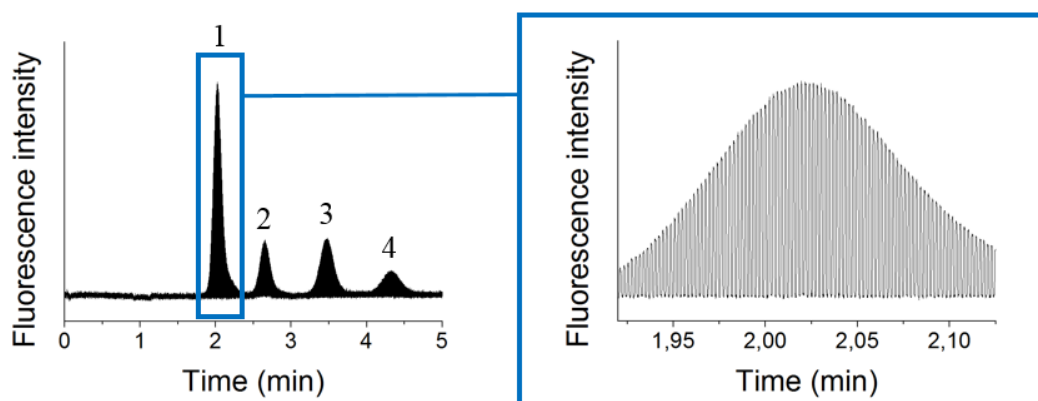 Fluorescence intensity
1
2
3
4
0 1 2 3 4 5
Time (min)
Fluorescence intensity
1,95 2,00 2,05 2,10
Time (min)